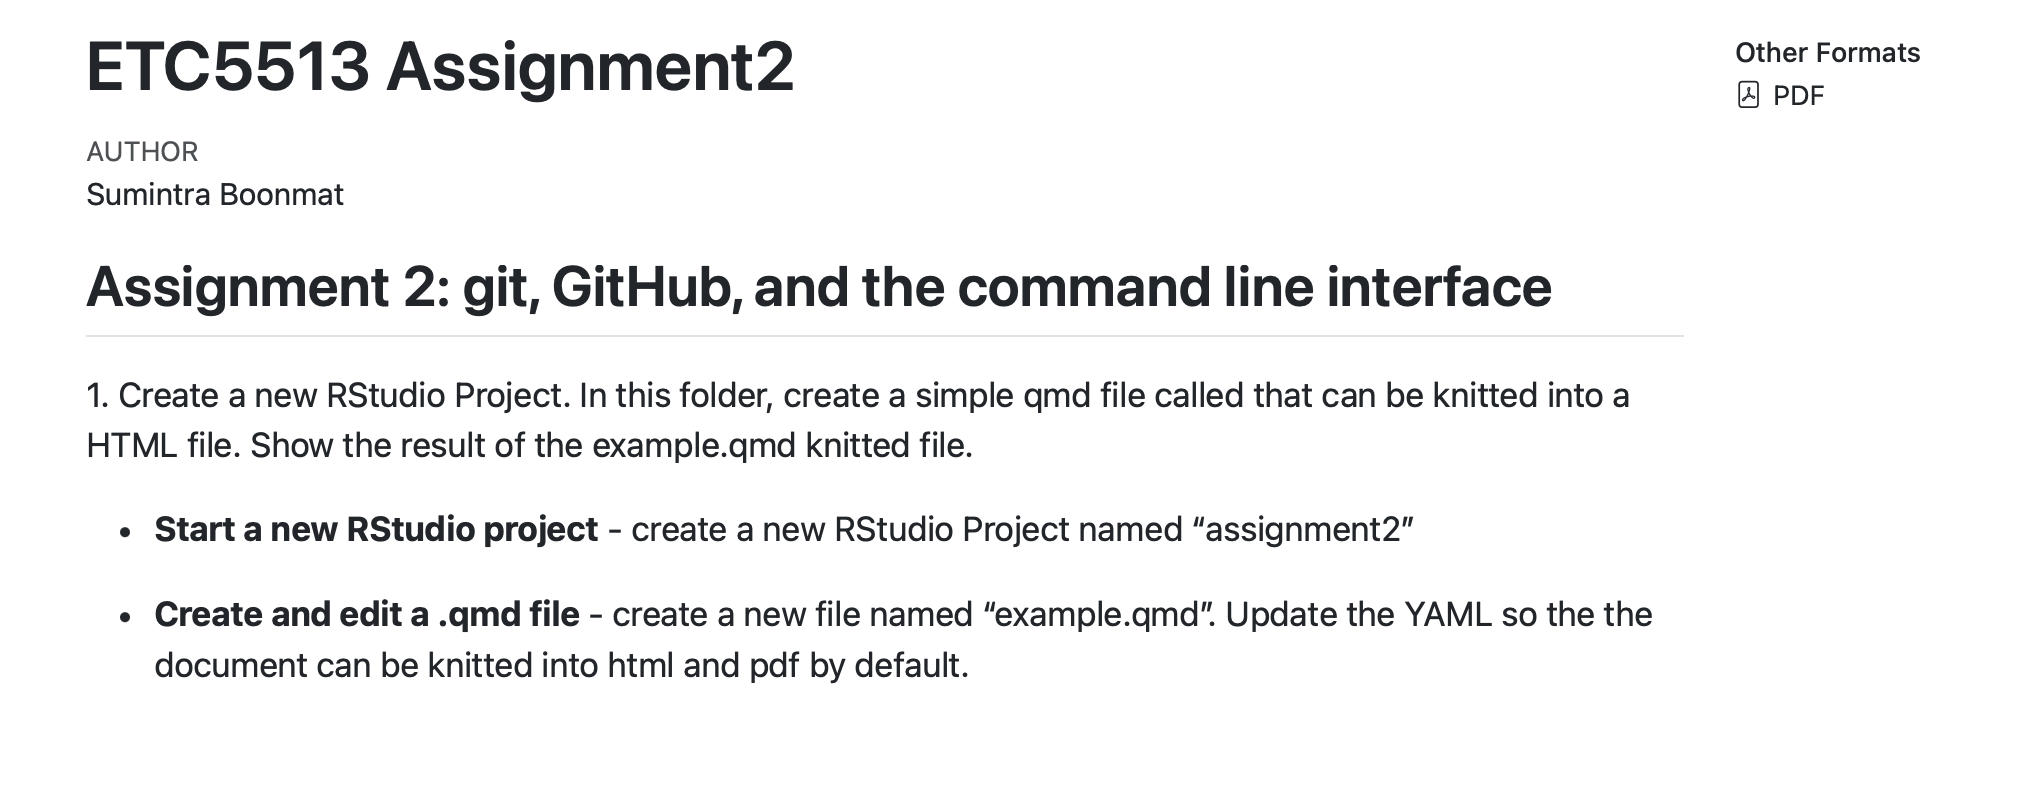 ETC5513 Assignment2
Other Formats
PDF
AUTHOR
Sumintra Boonmat
Assignment 2: git, GitHub, and the command line interface
1. Create a new RStudio Project. In this folder, create a simple qmd file called that can be knitted into a
HTML file. Show the result of the example.qmd knitted file.
• Start a new RStudio project - create a new RStudio Project named “assignment2”
• Create and edit a .qmd file - create a new file named “example.qmd”. Update the YAML so the the
document can be knitted into html and pdf by default.